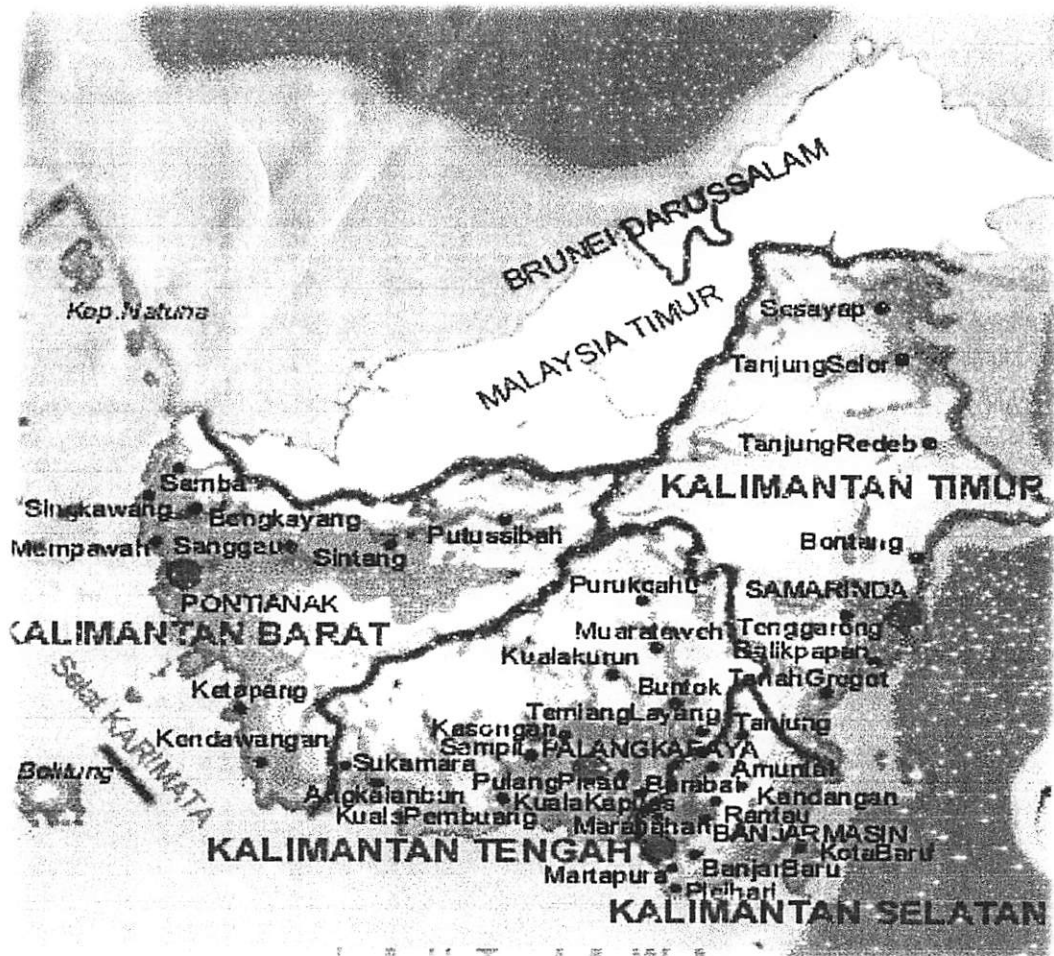 BRUNEI DARUSSALAM
Kep.Natuna
MALAYSIA TIMUR
Sesayap
TanjungSelor
TanjungRedeb
KALIMANTAN TIMUR
Samba
Singkawang
Bengkayang
Putussibah
Mempawah
Sanggau
Sintang
Bontang
Purukcahu
SAMARINDA
PONTIANAK
KALIMANTAN BARAT
Muarateweh
Tenggarong
Kualakurun
Balikpapan
Ketapang
Buntok
TanahGrogot
TemiangLayang
Selat KARIMATA
Kendawangan
Kasongan
Tanjung
Sampit
PALANGKARAYA
Belitung
Sukamara
PulangPisau
Barabai
Amuntai
Angkalanbun
KualaKapuas
Kandangan
KualaPembuang
Rantau
Marabahan
BANJARMASIN
KALIMANTAN TENGAH
KotaBaru
Martapura
BanjarBaru
Pleihari
KALIMANTAN SELATAN